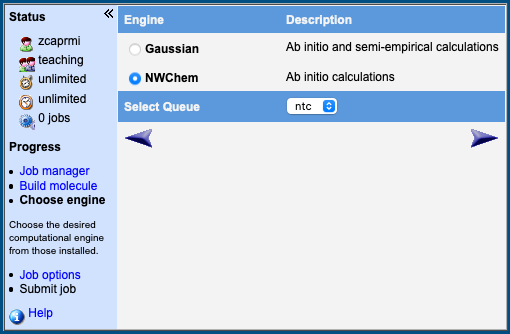 Status
zcaprmi
teaching
unlimited
unlimited
0 jobs
Progress
Job manager
Build molecule
Choose engine
Choose the desired
computational engine
from those installed.
Job options
Submit job
Help
Engine Description
Gaussian Ab initio and semi-empirical calculations
NWChem Ab initio calculations
Select Queue ntc